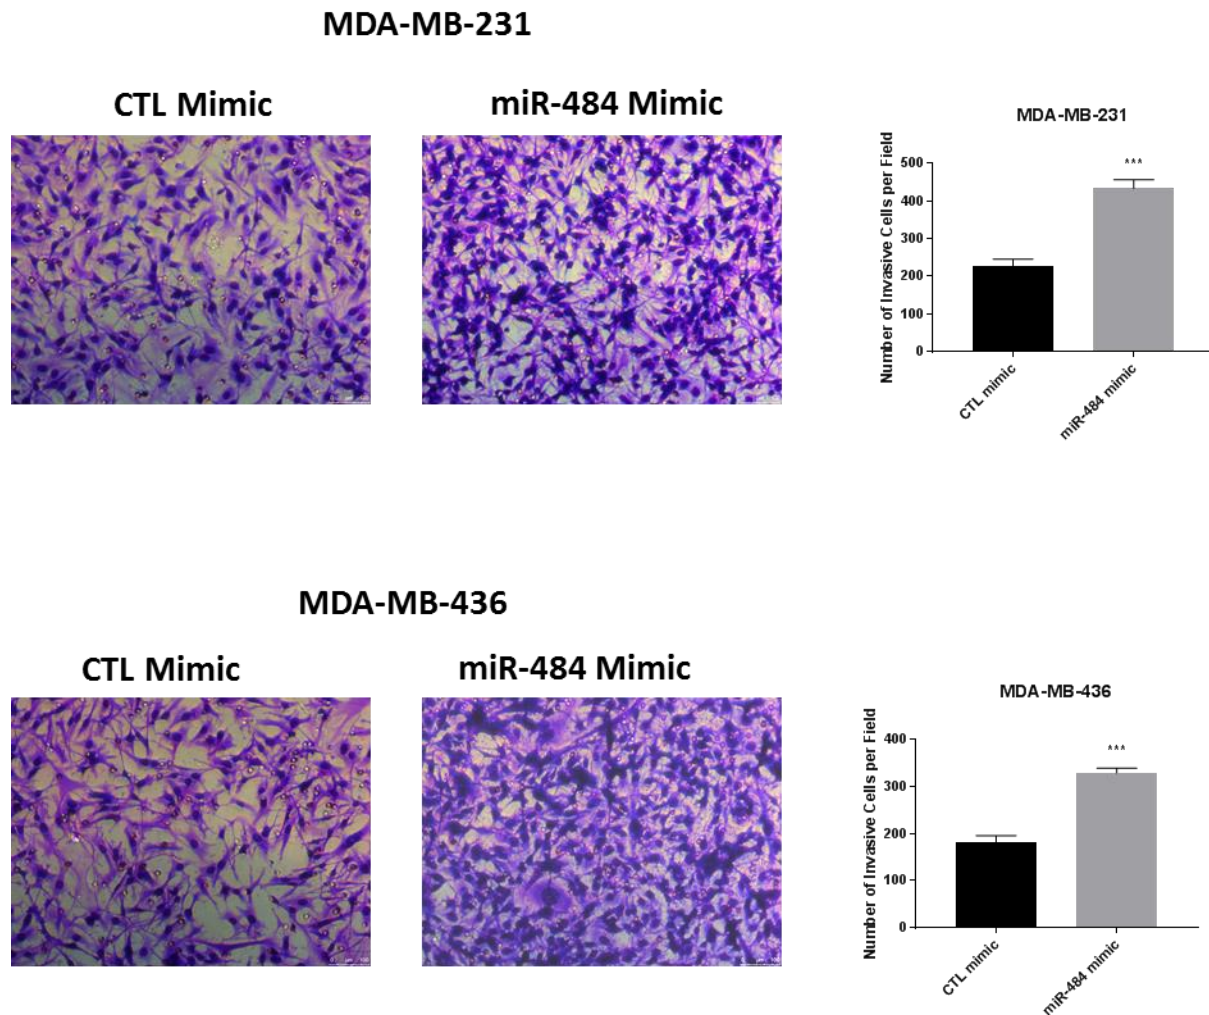 MDA-MB-231
CTL Mimic
miR-484 Mimic
MDA-MB-231
Number of Invasive Cells per Field
500
400
300
200
100
0
***
CTL mimic
miR-484 mimic
MDA-MB-436
CTL Mimic
miR-484 Mimic
MDA-MB-436
Number of Invasive Cells per Field
400
300
200
100
0
***
CTL mimic
miR-484 mimic